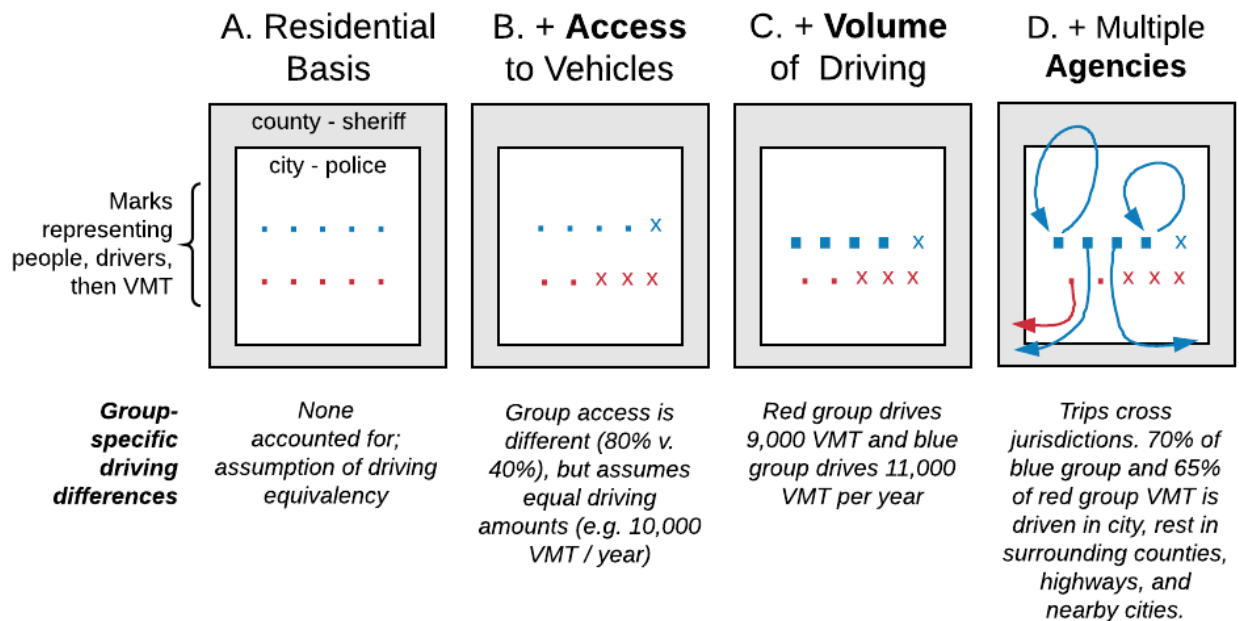 A. Residential
Basis
B. + Access
to Vehicles
C. + Volume
of Driving
D. + Multiple
Agencies
county - sheriff
city - police
Marks
representing
people, drivers,
then VMT
x
x x x
x
x x x
x
x x x
Group-
specific
driving
differences
None
accounted for;
assumption of driving
equivalency
Group access is
different (80% v.
40%), but assumes
equal driving
amounts (e.g. 10,000
VMT / year)
Red group drives
9,000 VMT and blue
group drives 11,000
VMT per year
Trips cross
jurisdictions. 70% of
blue group and 65%
of red group VMT is
driven in city, rest in
surrounding counties,
highways, and
nearby cities.